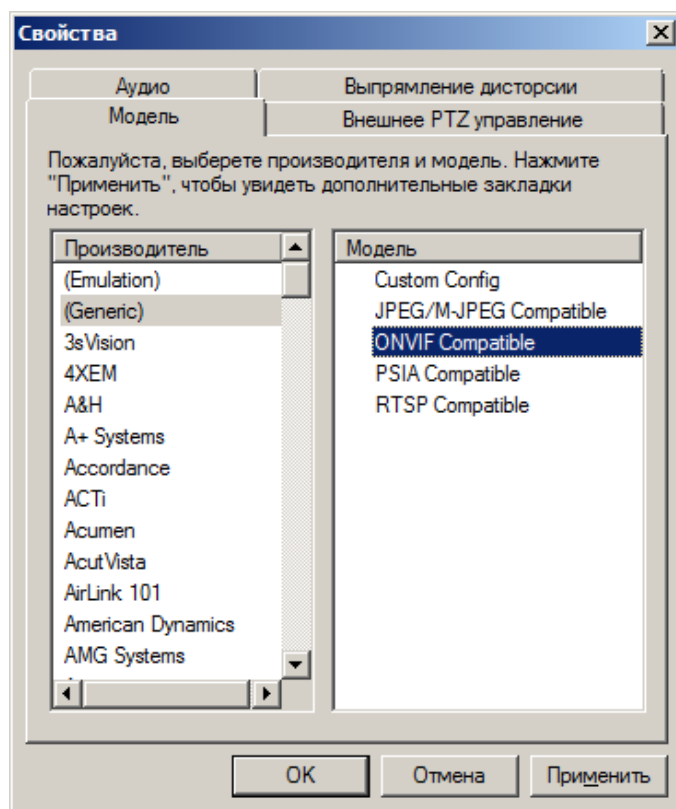 Свойства
Аудио
Выпрямление дисторсии
Модель
Внешнее PTZ управление
Пожалуйста, выберете производителя и модель. Нажмите
"Применить", чтобы увидеть дополнительные закладки
настроек.
Производитель
(Emulation)
(Generic)
3sVision
4XEM
A&H
A+ Systems
Accordance
ACTi
Acumen
AcutVista
AirLink 101
American Dynamics
AMG Systems
Модель
Custom Config
JPEG/M-JPEG Compatible
ONVIF Compatible
PSIA Compatible
RTSP Compatible
OK
Отмена
Применить